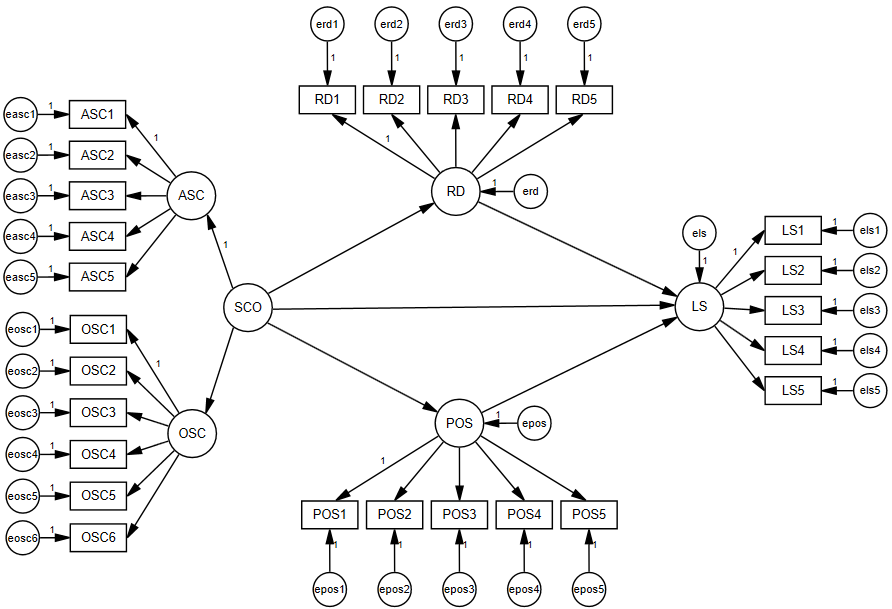 erd1 erd2 erd3 erd4 erd5
1 1 1 1 1
RD1 RD2 RD3 RD4 RD5
1
RD 1 erd
easc1 1 ASC1
easc2 1 ASC2
easc3 1 ASC3
easc4 1 ASC4
easc5 1 ASC5
1
ASC
1
SCO
eosc1 1 OSC1
eosc2 1 OSC2
eosc3 1 OSC3
eosc4 1 OSC4
eosc5 1 OSC5
eosc6 1 OSC6
1
OSC
els
1
LS
1
LS1 1 els1
LS2 1 els2
LS3 1 els3
LS4 1 els4
LS5 1 els5
POS 1 epos
1
POS1 POS2 POS3 POS4 POS5
1 1 1 1 1
epos1 epos2 epos3 epos4 epos5